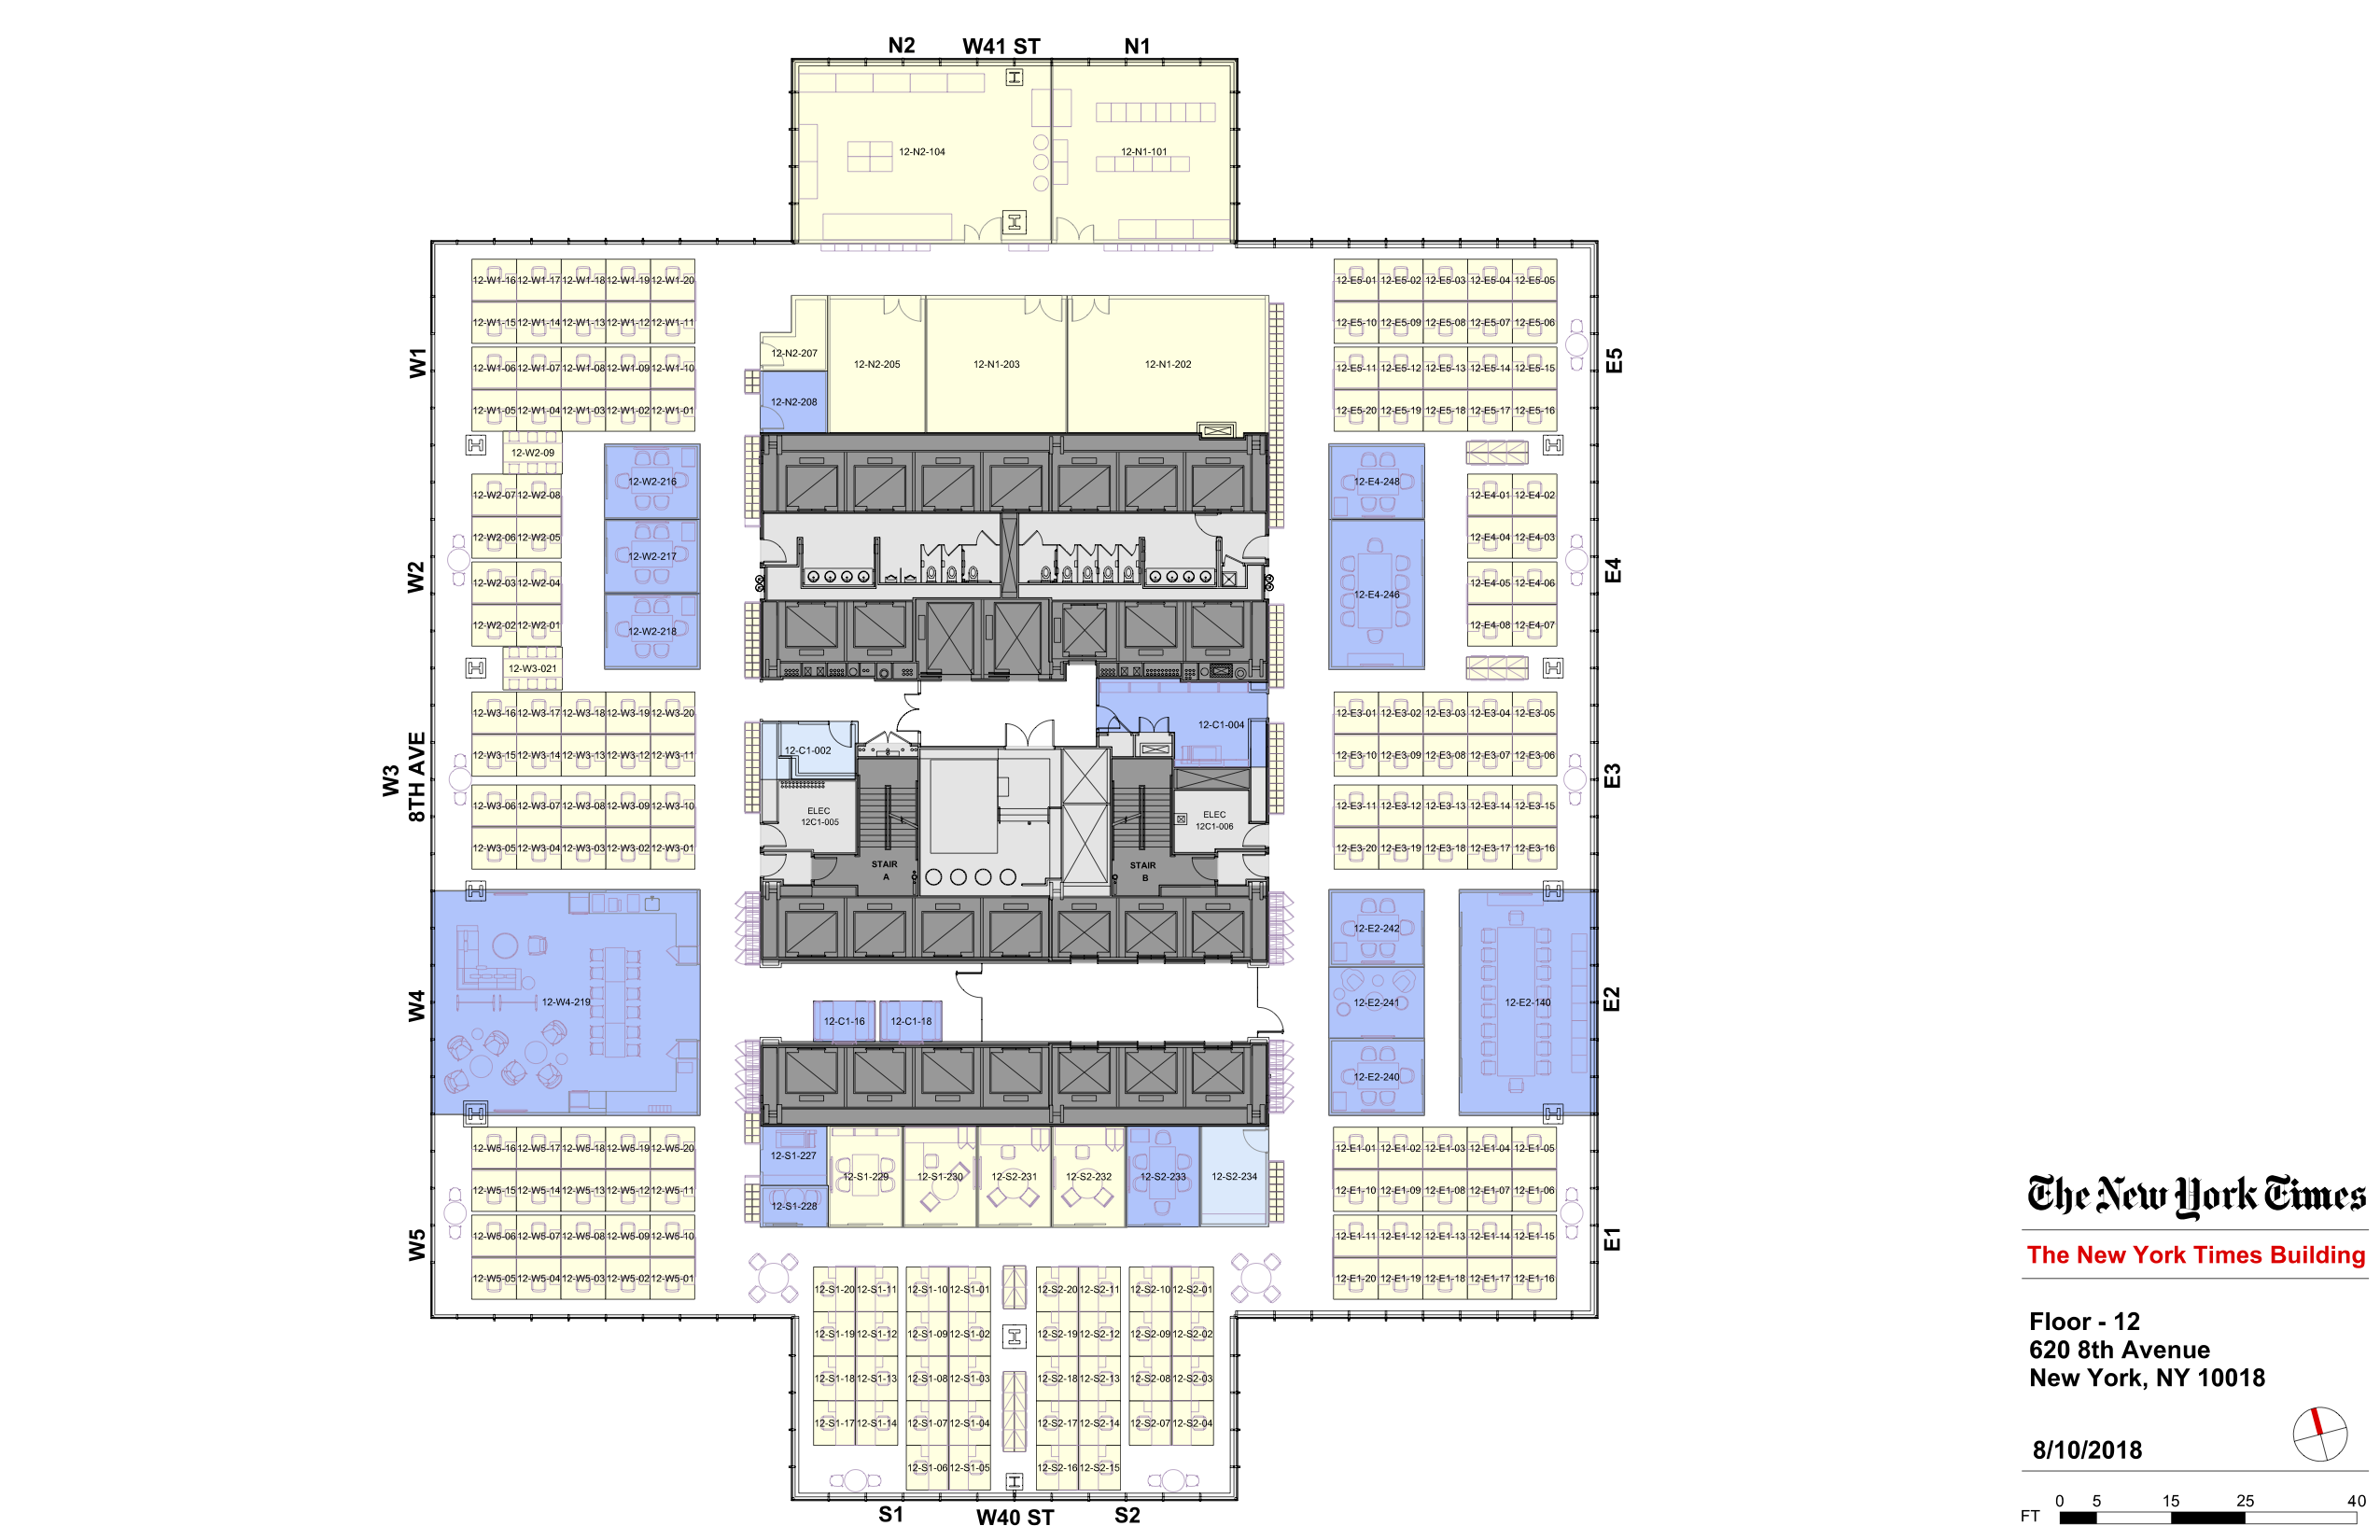 N2 W41 ST N1
12-N2-104 12-N1-101
12-W1-16 12-W1-17 12-W1-18 12-W1-19 12-W1-20 12-E5-01 12-E5-02 12-E5-03 12-E5-04 12-E5-05
12-W1-15 12-W1-14 12-W1-13 12-W1-12 12-W1-11 12-E5-10 12-E5-09 12-E5-08 12-E5-07 12-E5-06
12-N2-207
W1 12-W1-06 12-W1-07 12-W1-08 12-W1-09 12-W1-10 12-N2-205 12-N1-203 12-N1-202 12-E5-11 12-E5-12 12-E5-13 12-E5-14 12-E5-15 E5
12-N2-208
12-W1-05 12-W1-04 12-W1-03 12-W1-02 12-W1-01 12-E5-20 12-E5-19 12-E5-18 12-E5-17 12-E5-16
12-W2-09
12-W2-216 12-E4-248
12-W2-07 12-W2-08 12-E4-01 12-E4-02
12-W2-06 12-W2-05 12-E4-04 12-E4-03
12-W2-217
W2 12-W2-03 12-W2-04 12-E4-246 12-E4-05 12-E4-06 E4
12-W2-02 12-W2-01 12-W2-218 12-E4-08 12-E4-07
12-W3-021
12-W3-16 12-W3-17 12-W3-18 12-W3-19 12-W3-20 12-C1-004 12-E3-01 12-E3-02 12-E3-03 12-E3-04 12-E3-05
12-W3-15 12-W3-14 12-W3-13 12-W3-12 12-W3-11 12-C1-002 12-E3-10 12-E3-09 12-E3-08 12-E3-07 12-E3-06
W3
8TH AVE
E3
12-W3-06 12-W3-07 12-W3-08 12-W3-09 12-W3-10 12-E3-11 12-E3-12 12-E3-13 12-E3-14 12-E3-15
ELEC
12C1-005
ELEC
12C1-006
12-W3-05 12-W3-04 12-W3-03 12-W3-02 12-W3-01 12-E3-20 12-E3-19 12-E3-18 12-E3-17 12-E3-16
STAIR
A
STAIR
B
12-E2-242
W4 12-W4-219 12-E2-241 12-E2-140 E2
12-C1-16 12-C1-18
12-E2-240
12-W5-16 12-W5-17 12-W5-18 12-W5-19 12-W5-20 12-S1-227 12-E1-01 12-E1-02 12-E1-03 12-E1-04 12-E1-05
12-S1-229 12-S1-230 12-S2-231 12-S2-232 12-S2-233 12-S2-234
12-W5-15 12-W5-14 12-W5-13 12-W5-12 12-W5-11 12-S1-228 12-E1-10 12-E1-09 12-E1-08 12-E1-07 12-E1-06
W5 12-W5-06 12-W5-07 12-W5-08 12-W5-09 12-W5-10 12-E1-11 12-E1-12 12-E1-13 12-E1-14 12-E1-15 E1
12-W5-05 12-W5-04 12-W5-03 12-W5-02 12-W5-01 12-E1-20 12-E1-19 12-E1-18 12-E1-17 12-E1-16
12-S1-20 12-S1-11 12-S1-10 12-S1-01 12-S2-20 12-S2-11 12-S2-10 12-S2-01
12-S1-19 12-S1-12 12-S1-09 12-S1-02 12-S2-19 12-S2-12 12-S2-09 12-S2-02
12-S1-18 12-S1-13 12-S1-08 12-S1-03 12-S2-18 12-S2-13 12-S2-08 12-S2-03
12-S1-17 12-S1-14 12-S1-07 12-S1-04 12-S2-17 12-S2-14 12-S2-07 12-S2-04
12-S1-06 12-S1-05 12-S2-16 12-S2-15
S1 W40 ST S2
The New York Times
The New York Times Building
Floor - 12
620 8th Avenue
New York, NY 10018
8/10/2018
0 5 15 25 40
FT